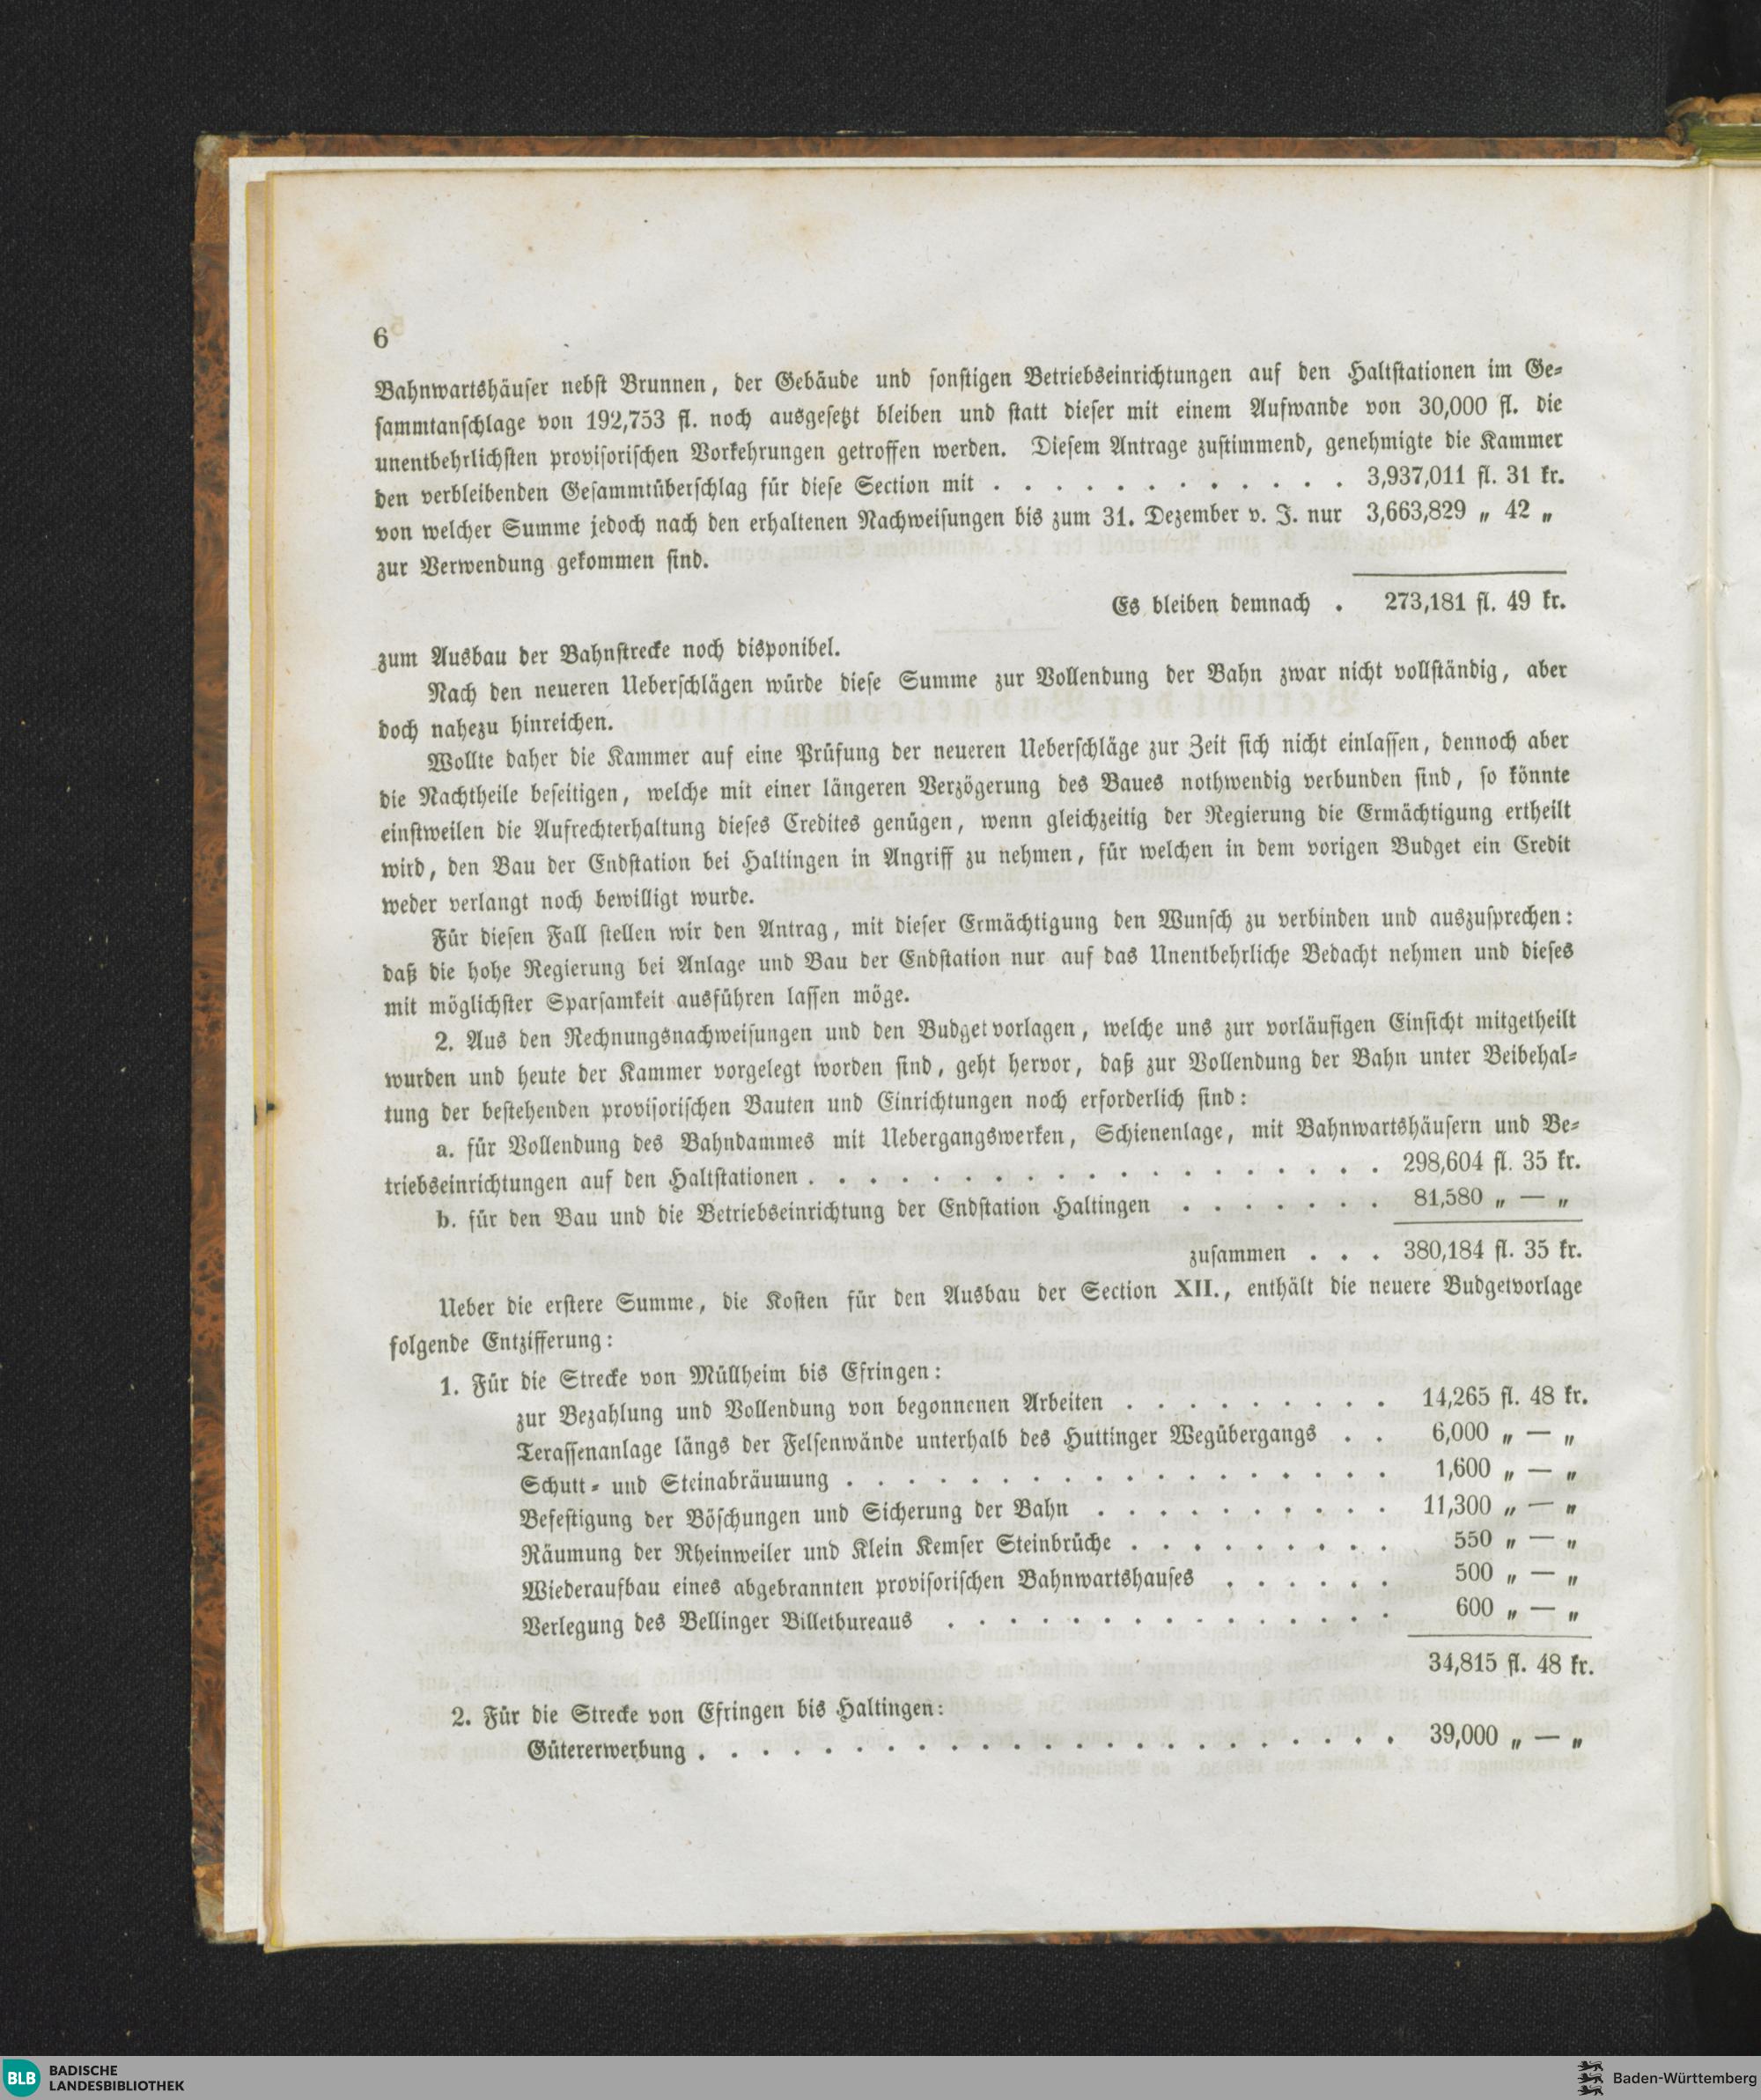 6
Bahnwartshäuſer nebſt Brunnen, der Gebäude und ſonſtigen Betriebseinrichtungen auf den Haltſtationen im Ge⸗
ſammtanſchlage von 192,753 fl. noch ausgeſetzt bleiben und ſtatt dieſer mit einem Aufwande von 30,000 fl. die
unentbehrlichſten proviſoriſchen Vorkehrungen getroffen werden. Dieſem Antrage zuſtimmend, genehmigte die Kammer
den verbleibenden Geſammtüberſchlag für dieſe Section mit . . . . . . . . . . . . 3,937,011 fl. 31 kr.
von welcher Summe jedoch nach den erhaltenen Nachweiſungen bis zum 31. Dezember v. J. nur 3,663,829 „ 42 „
zur Verwendung gekommen ſind.
Es bleiben demnach . 273,181 fl. 49 kr.
zum Ausbau der Bahnſtrecke noch disponibel.
Nach den neueren Ueberſchlägen würde dieſe Summe zur Vollendung der Bahn zwar nicht vollſtändig, aber
doch nahezu hinreichen.
Wollte daher die Kammer auf eine Prüfung der neueren Ueberſchläge zur Zeit ſich nicht einlaſſen, dennoch aber
die Nachtheile beſeitigen, welche mit einer längeren Verzögerung des Baues nothwendig verbunden ſind, ſo könnte
einſtweilen die Aufrechterhaltung dieſes Credites genügen, wenn gleichzeitig der Regierung die Ermächtigung ertheilt
wird, den Bau der Endſtation bei Haltingen in Angriff zu nehmen, für welchen in dem vorigen Budget ein Credit
weder verlangt noch bewilligt wurde.
Für dieſen Fall ſtellen wir den Antrag, mit dieſer Ermächtigung den Wunſch zu verbinden und auszuſprechen:
daß die hohe Regierung bei Anlage und Bau der Endſtation nur auf das Unentbehrliche Bedacht nehmen und dieſes
mit möglichſter Sparſamkeit ausführen laſſen möge.
2. Aus den Rechnungsnachweiſungen und den Budgetvorlagen, welche uns zur vorläufigen Einſicht mitgetheilt
wurden und heute der Kammer vorgelegt worden ſind, geht hervor, daß zur Vollendung der Bahn unter Beibehal⸗
tung der beſtehenden proviſoriſchen Bauten und Einrichtungen noch erforderlich ſind:
a. für Vollendung des Bahndammes mit Uebergangswerken, Schienenlage, mit Bahnwartshäuſern und Be⸗
triebseinrichtungen auf den Haltſtationen . . . . . . . . . . . . . . . . . . . 298,604 fl. 35 kr.
b. für den Bau und die Betriebseinrichtung der Endſtation Haltingen . . . . . . . 81,580 „ — „
zuſammen . . . 380,184 fl. 35 kr.
Ueber die erſtere Summe, die Koſten für den Ausbau der Section XII., enthält die neuere Budgetvorlage
folgende Entzifferung:
1. Für die Strecke von Müllheim bis Efringen:
zur Bezahlung und Vollendung von begonnenen Arbeiten . . . . . . . . . 14,265 fl. 48 kr.
Teraſſenanlage längs der Felſenwände unterhalb des Huttinger Wegübergangs . . 6,000 „ — „
Schutt⸗ und Steinabräumung . . . . . . . . . . . . . . . . . . 1,600 „ — „
Befeſtigung der Böſchungen und Sicherung der Bahn . . . . . . . . . . 11,300 „ — „
Räumung der Rheinweiler und Klein Kemſer Steinbrüche . . . . . . . . . 550 „ — „
Wiederaufbau eines abgebrannten proviſoriſchen Bahnwartshauſes . . . . . . 500 „ — „
Verlegung des Bellinger Billetbureaus . . . . . . . . . . . . . . . 600 „ — „
34,815 fl. 48 kr.
2. Für die Strecke von Efringen bis Haltingen:
Gütererwerbung . . . . . . . . . . . . . . . . . . . . . . . 39,000 „ — „
BLB BADISCHE
LANDESBIBLIOTHEK
Baden-Württemberg